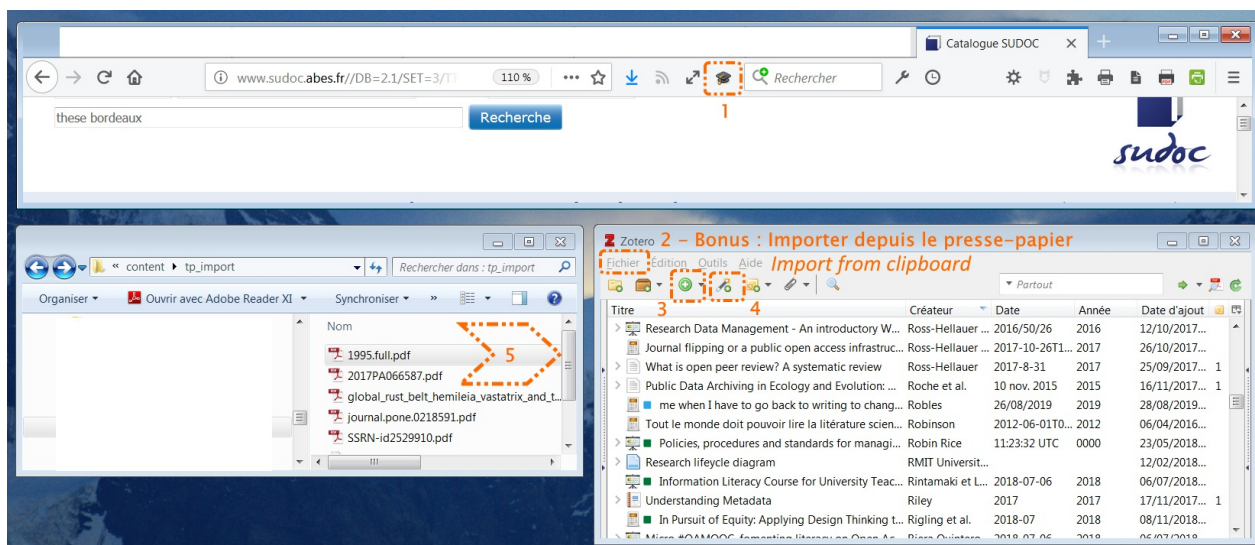 Catalogue SUDOC
www.sudoc.abes.fr//DB=2.1/SET=3/T
110 %
Rechercher
1
these bordeaux
Recherche
sudoc
« content tp_import
Rechercher dans : tp_import
Organiser
Ouvrir avec Adobe Reader XI
Synchroniser
»
Nom
5
1995.full.pdf
2017PA066587.pdf
global_rust_belt_hemileia_vastatrix_and_t...
journal.pone.0218591.pdf
SSRN-id2529910.pdf
Zotero 2 – Bonus : Importer depuis le presse-papier
Fichier Édition Outils Aide Import from clipboard
Partout
3 4
Titre Créateur Date Année Date d'ajout
Research Data Management - An introductory W... Ross-Hellauer ... 2016/50/26 2016 12/10/2017...
Journal flipping or a public open access infrastruc... Ross-Hellauer ... 2017-10-26T1... 2017 26/10/2017...
What is open peer review? A systematic review Ross-Hellauer 2017-8-31 2017 25/09/2017... 1
Public Data Archiving in Ecology and Evolution: ... Roche et al. 10 nov. 2015 2015 16/11/2017... 1
me when I have to go back to writing to chang... Robles 26/08/2019 2019 28/08/2019...
Tout le monde doit pouvoir lire la litérature scien... Robinson 2012-06-01T0... 2012 06/04/2016...
Policies, procedures and standards for managi... Robin Rice 11:23:32 UTC 0000 23/05/2018...
Research lifeycle diagram RMIT Universit... 12/02/2018...
Information Literacy Course for University Teac... Rintamaki et L... 2018-07-06 2018 06/07/2018...
Understanding Metadata Riley 2017 2017 17/11/2017... 1
In Pursuit of Equity: Applying Design Thinking t... Rigling et al. 2018-07 2018 08/11/2018...